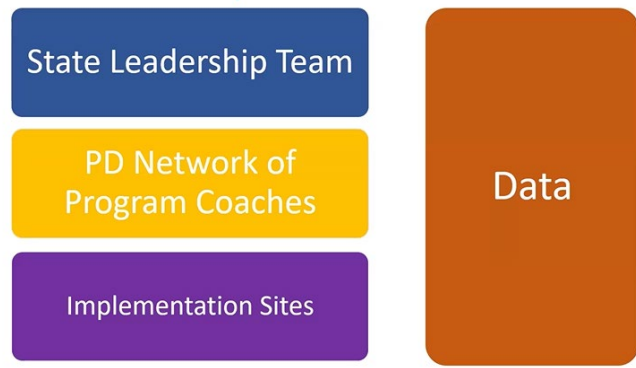 State Leadership Team
PD Network of
Program Coaches
Implementation Sites
Data